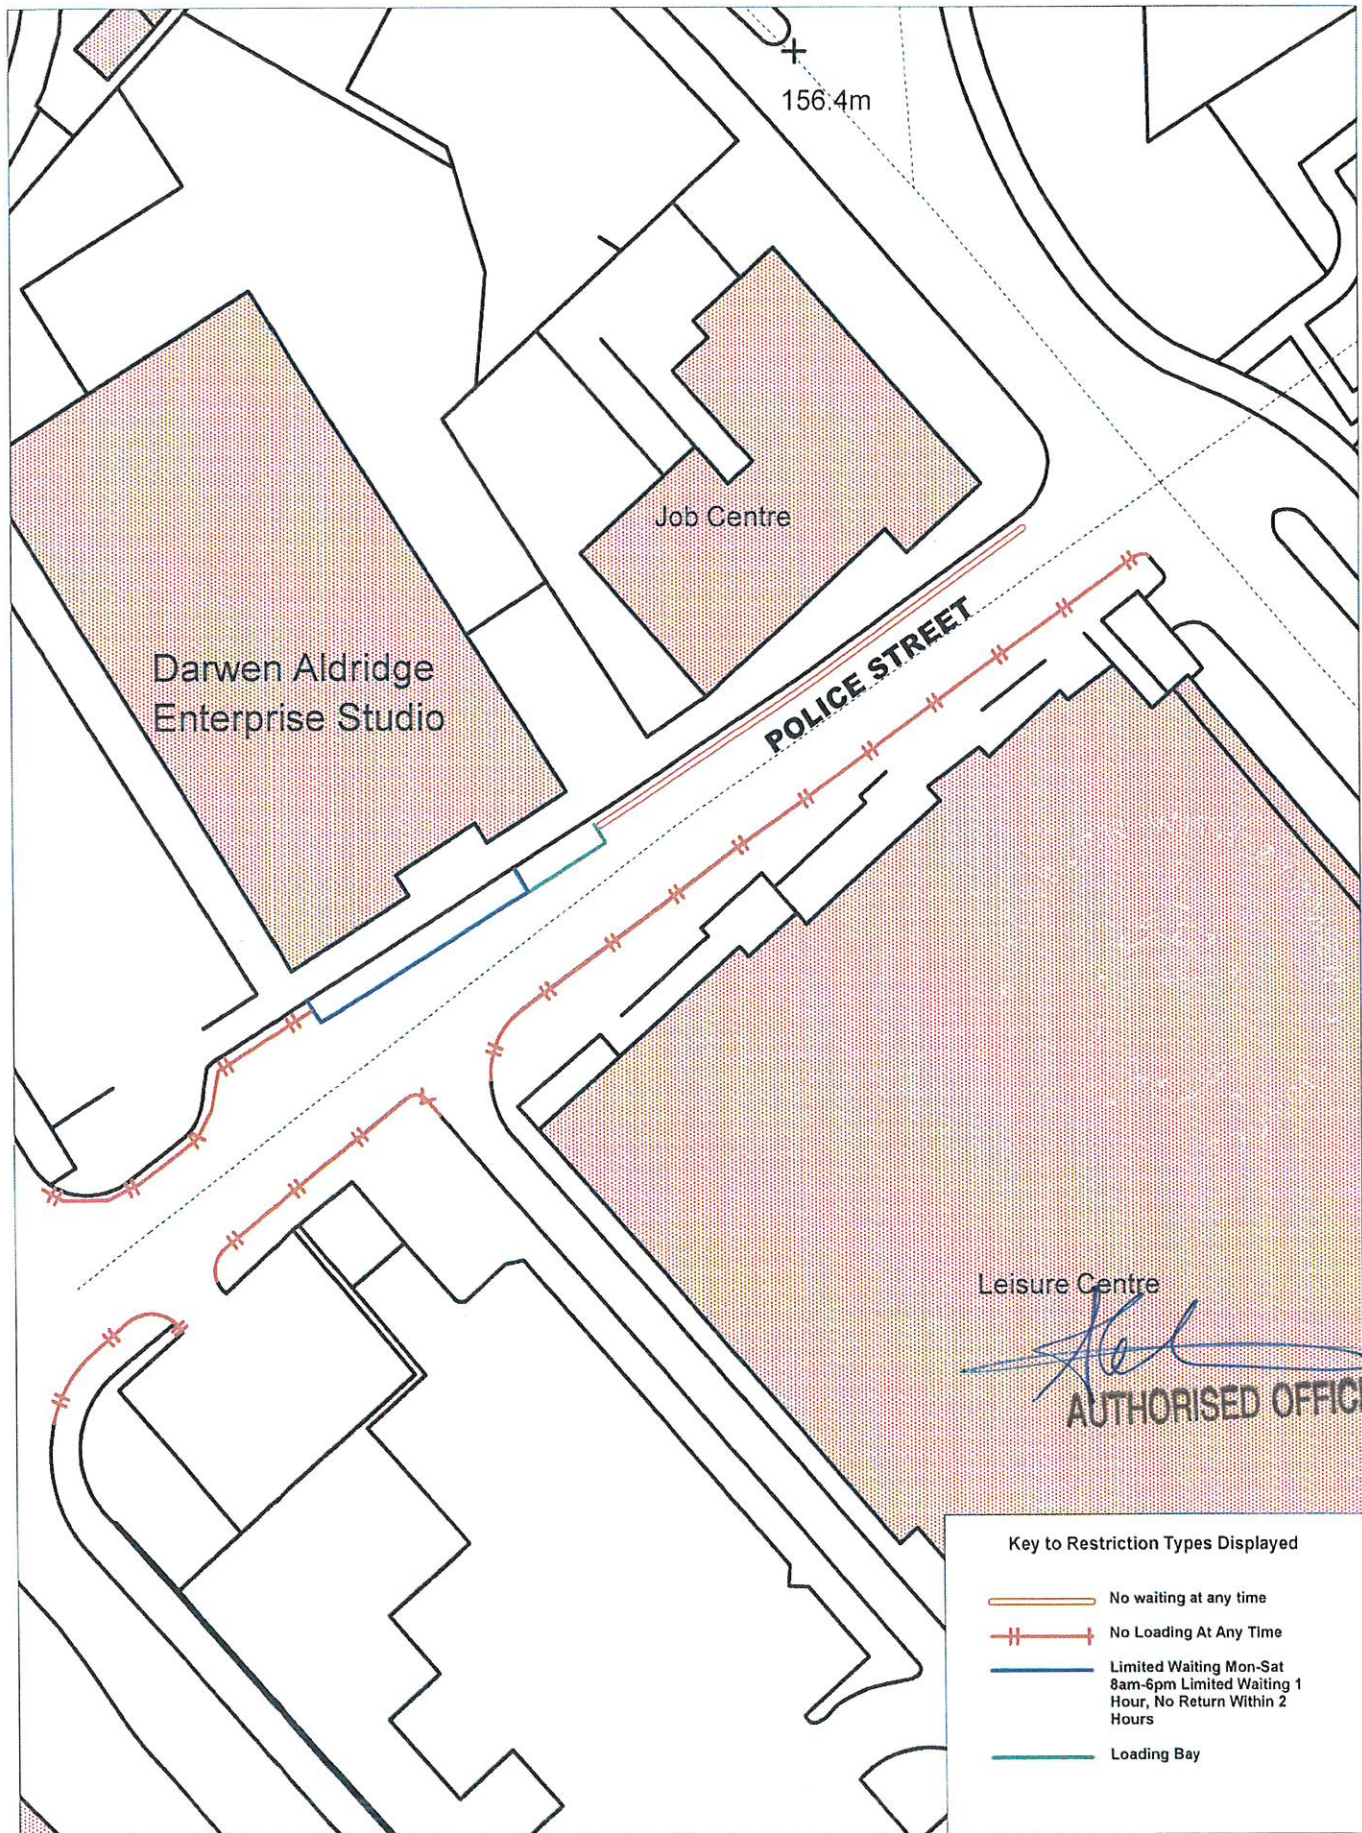 156.4m
Job Centre
Darwen Aldridge
Enterprise Studio
POLICE STREET
Leisure Centre
AUTHORISED OFFIC
Key to Restriction Types Displayed
No waiting at any time
No Loading At Any Time
Limited Waiting Mon-Sat
8am-6pm Limited Waiting 1
Hour, No Return Within 2
Hours
Loading Bay